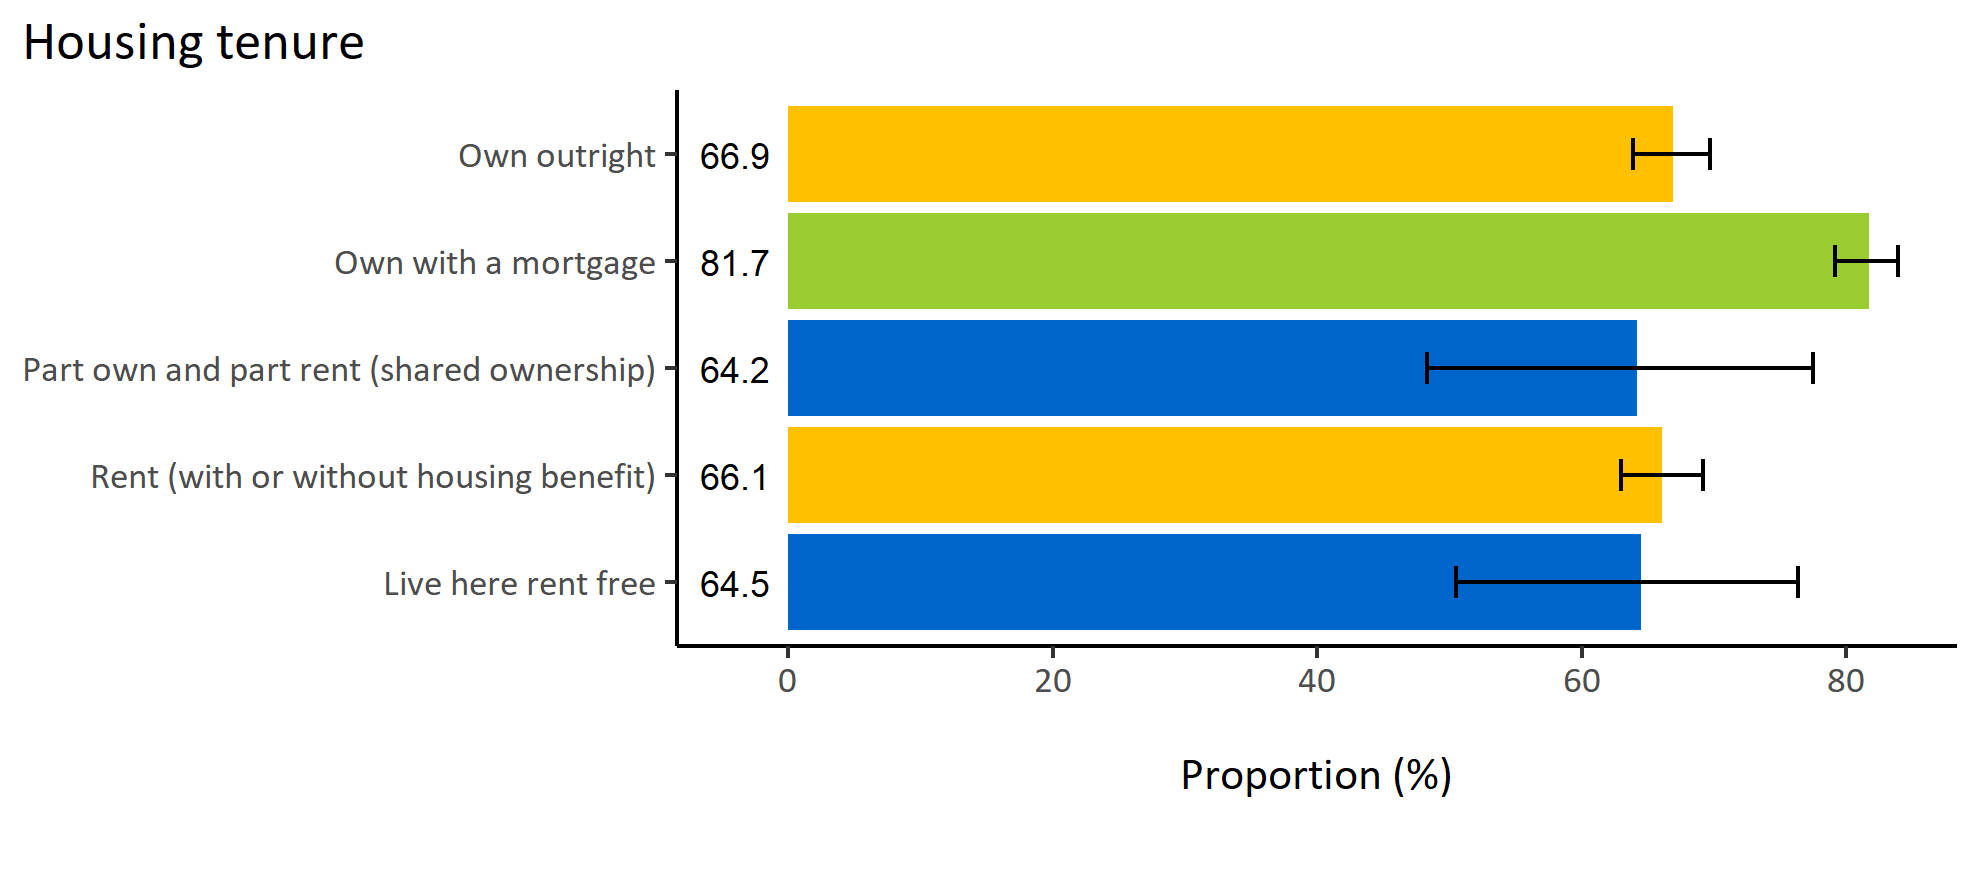 Housing tenure
Own outright 66.9
Own with a mortgage 81.7
Part own and part rent (shared ownership) 64.2
Rent (with or without housing benefit) 66.1
Live here rent free 64.5
0 20 40 60 80
Proportion (%)